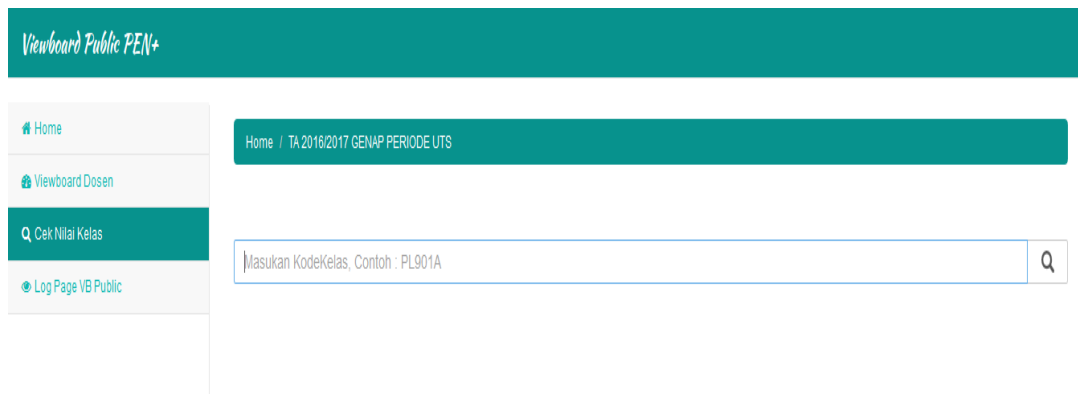 Viewboard Public PEN+
Home
Viewboard Dosen
Cek Nilai Kelas
Log Page VB Public
Home / TA 2016/2017 GENAP PERIODE UTS
Masukan KodeKelas, Contoh : PL901A